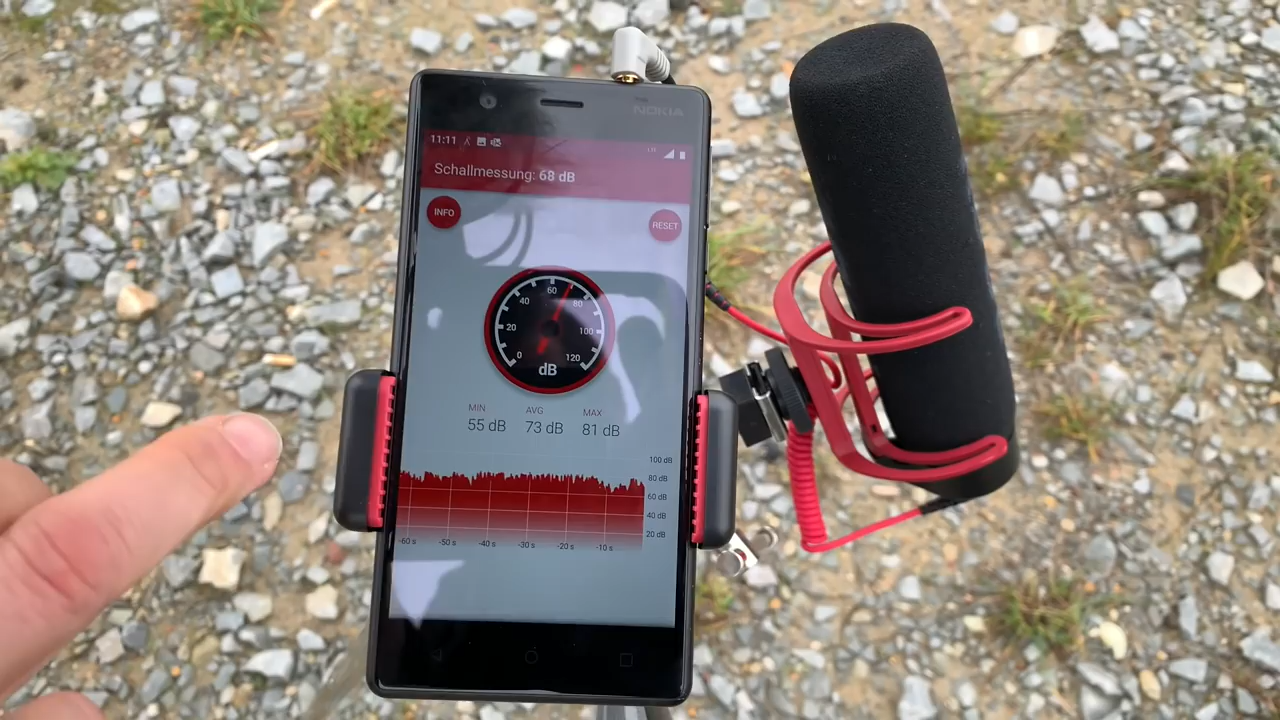 NOKIA
11:11
LTE
Schallmessung: 68 dB
INFO
RESET
0
20
40
60
80
100
120
dB
MIN
AVG
MAX
55 dB
73 dB
81 dB
100 dB
80 dB
60 dB
40 dB
20 dB
-60 s
-50 s
-40 s
-30 s
-20 s
-10 s